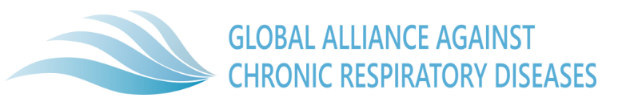 GLOBAL ALLIANCE AGAINST
CHRONIC RESPIRATORY DISEASES